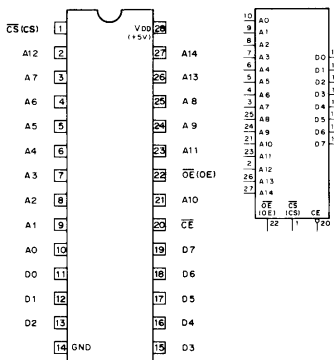 C̅S̅(CS) 1 VDD 28
(+5V)
A12 2 27 A14
A7 3 26 A13
A6 4 25 A8
A5 5 24 A9
A4 6 23 A11
A3 7 22 O̅E̅(OE)
A2 8 21 A10
A1 9 20 C̅E̅
A0 10 19 D7
D0 11 18 D6
D1 12 17 D5
D2 13 16 D4
14 GND 15 D3
10 A0
9 A1
8 A2
7 A3 D0
6 A4 D1
5 A5 D2
4 A6 D3
3 A7 D4
25 A8 D5
24 A9 D6
21 A10 D7
23 A11
2 A12
26 A13
27 A14
O̅E̅ C̅S̅
(OE) (CS) CE
22 1 20